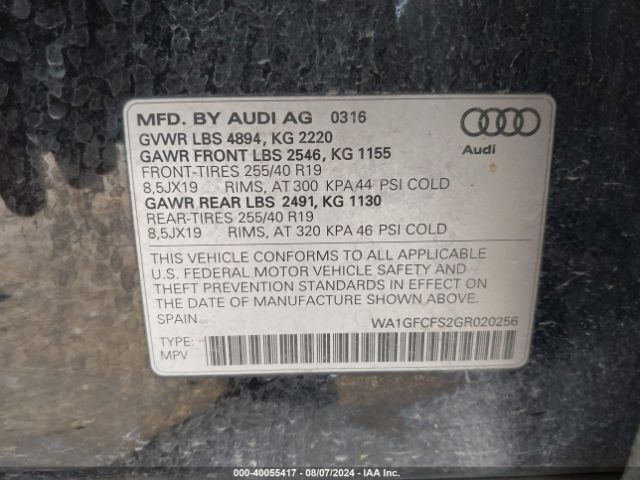 MFD. BY AUDI AG 0316
GVWR LBS 4894, KG 2220
GAWR FRONT LBS 2546, KG 1155
FRONT-TIRES 255/40 R19
8,5JX19 RIMS, AT 300 KPA 44 PSI COLD
GAWR REAR LBS 2491, KG 1130
REAR-TIRES 255/40 R19
8,5JX19 RIMS, AT 320 KPA 46 PSI COLD
Audi
THIS VEHICLE CONFORMS TO ALL APPLICABLE
U.S. FEDERAL MOTOR VEHICLE SAFETY AND
THEFT PREVENTION STANDARDS IN EFFECT ON
THE DATE OF MANUFACTURE SHOWN ABOVE.
SPAIN WA1GFCFS2GR020256
TYPE:
MPV
000-40055417 - 08/07/2024 - IAA Inc.